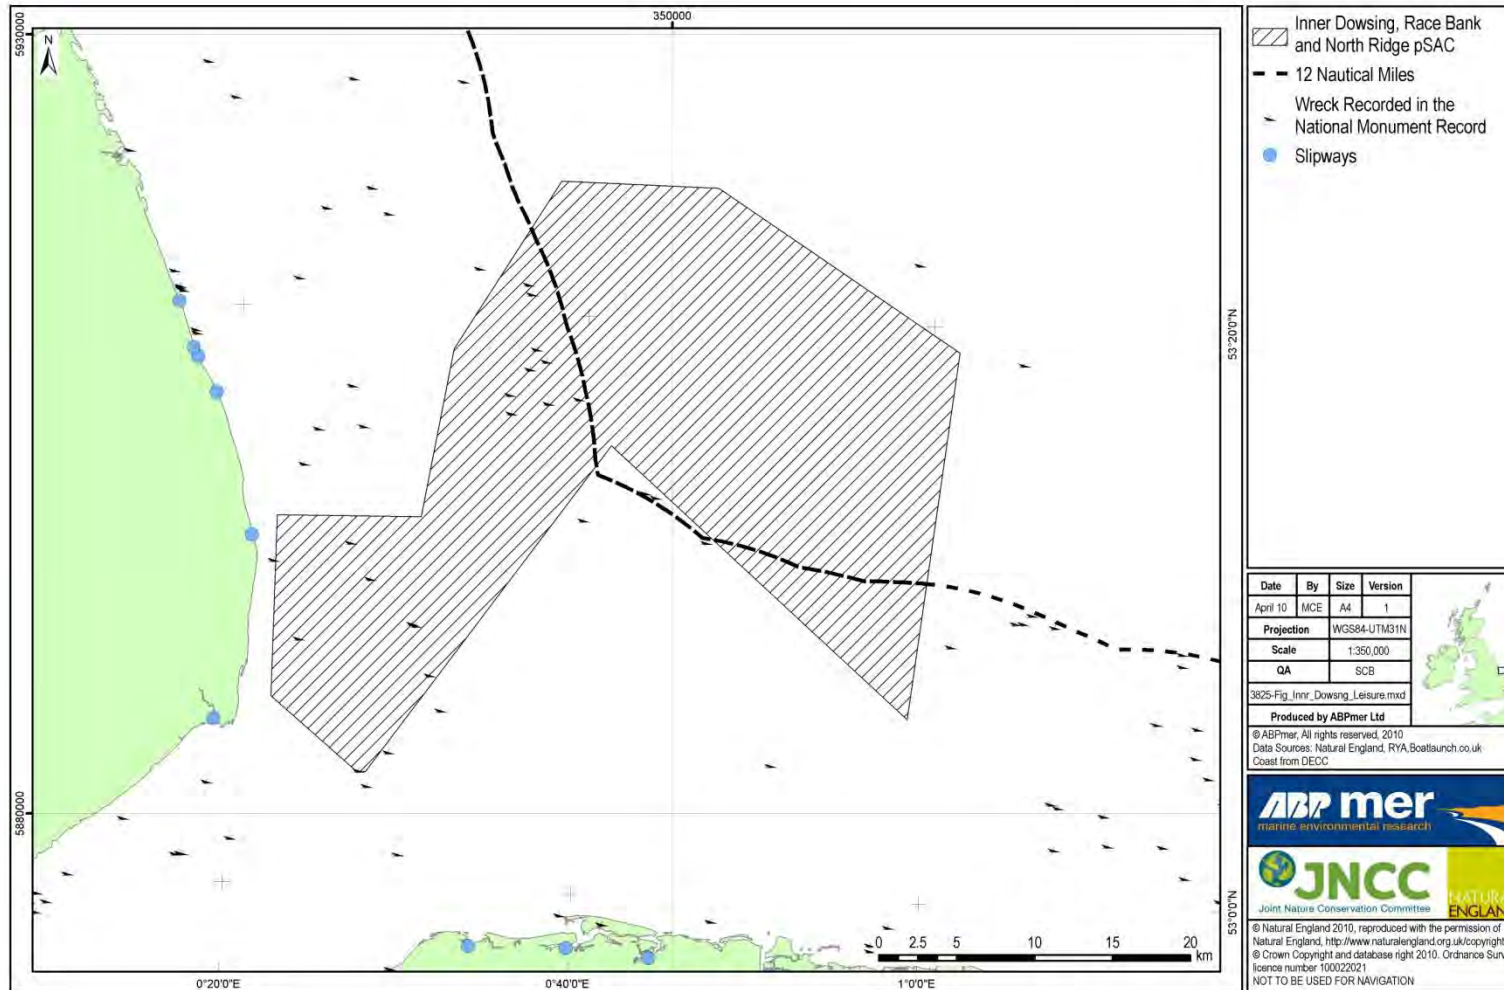 350000
5930000
N
53°20'0"N
5880000
53°0'0"N
0 2.5 5 10 15 20
km
0°20'0"E 0°40'0"E 1°0'0"E
Inner Dowsing, Race Bank
and North Ridge pSAC
12 Nautical Miles
Wreck Recorded in the
National Monument Record
Slipways
Date By Size Version
April 10 MCE A4 1
Projection WGS84-UTM31N
Scale 1:350,000
QA SCB
3825-Fig_Innr_Dowsng_Leisure.mxd
Produced by ABPmer Ltd
© ABPmer, All rights reserved, 2010
Data Sources: Natural England, RYA,Boatlaunch.co.uk
Coast from DECC
ABP mer
marine environmental research
JNCC
Joint Nature Conservation Committee
NATURA
ENGLAN
© Natural England 2010, reproduced with the permission of
Natural England, http://www.naturalengland.org.uk/copyright
© Crown Copyright and database right 2010. Ordnance Surv
licence number 100022021
NOT TO BE USED FOR NAVIGATION